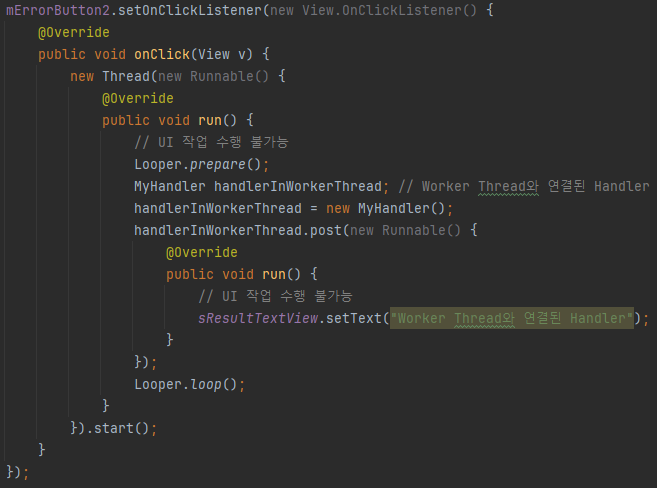 mErrorButton2.setOnClickListener(new View.OnClickListener() {
    @Override
    public void onClick(View v) {
        new Thread(new Runnable() {
            @Override
            public void run() {
                // UI 작업 수행 불가능
                Looper.prepare();
                MyHandler handlerInWorkerThread; // Worker Thread와 연결된 Handler
                handlerInWorkerThread = new MyHandler();
                handlerInWorkerThread.post(new Runnable() {
                    @Override
                    public void run() {
                        // UI 작업 수행 불가능
                        sResultTextView.setText("Worker Thread와 연결된 Handler");
                    }
                });
                Looper.loop();
            }
        }).start();
    }
});